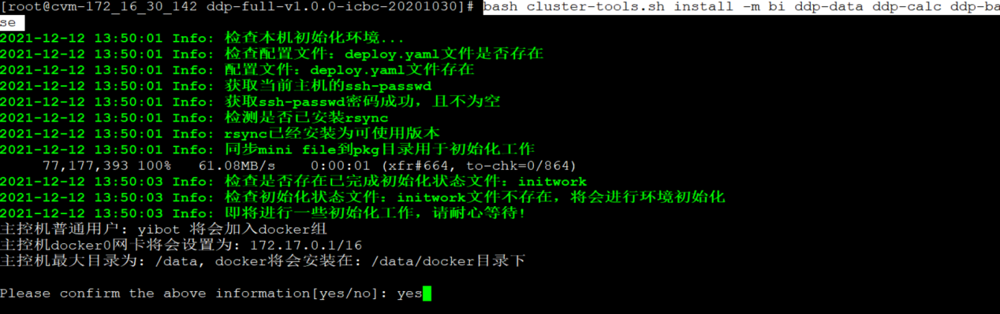 [root@cvm-172_16_30_142 ddp-full-v1.0.0-icbc-20201030]# bash cluster-tools.sh install -m bi ddp-data ddp-calc ddp-ba
se
2021-12-12 13:50:01 Info: 检查本机初始化环境...
2021-12-12 13:50:01 Info: 检查配置文件：deploy.yaml文件是否存在
2021-12-12 13:50:01 Info: 配置文件：deploy.yaml文件存在
2021-12-12 13:50:01 Info: 获取当前主机的ssh-passwd
2021-12-12 13:50:01 Info: 获取ssh-passwd密码成功，且不为空
2021-12-12 13:50:01 Info: 检测是否已安装rsync
2021-12-12 13:50:01 Info: rsync已经安装为可使用版本
2021-12-12 13:50:01 Info: 同步mini file到pkg目录用于初始化工作
77,177,393 100% 61.08MB/s 0:00:01 (xfr#664, to-chk=0/864)
2021-12-12 13:50:03 Info: 检查是否存在已完成初始化状态文件：initwork
2021-12-12 13:50:03 Info: 检查初始化状态文件：initwork文件不存在，将会进行环境初始化
2021-12-12 13:50:03 Info: 即将进行一些初始化工作，请耐心等待!
主控机普通用户: yibot 将会加入docker组
主控机docker0网卡将会设置为: 172.17.0.1/16
主控机最大目录为: /data, docker将会安装在: /data/docker目录下
Please confirm the above information[yes/no]: yes